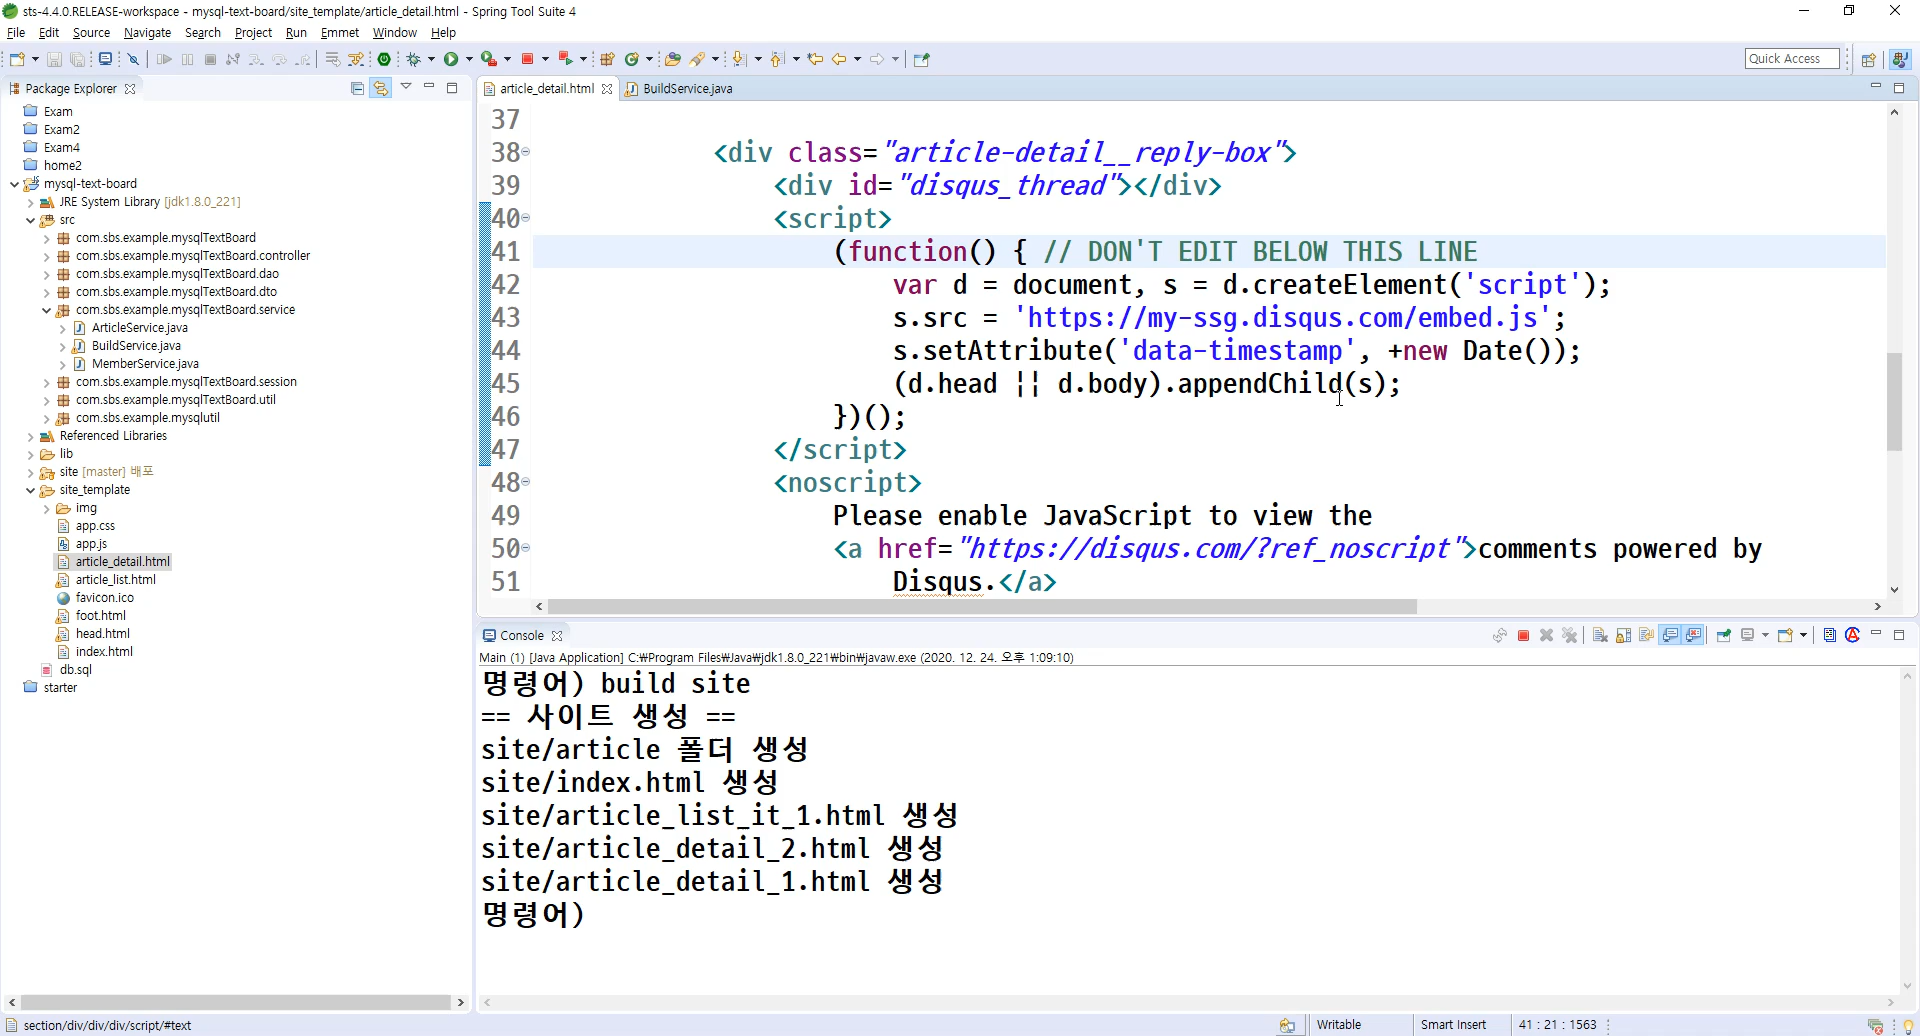 sts-4.4.0.RELEASE-workspace - mysql-text-board/site_template/article_detail.html - Spring Tool Suite 4
File Edit Source Navigate Search Project Run Emmet Window Help
Quick Access
Package Explorer
Exam
Exam2
Exam4
home2
mysql-text-board
JRE System Library [jdk1.8.0_221]
src
com.sbs.example.mysqlTextBoard
com.sbs.example.mysqlTextBoard.controller
com.sbs.example.mysqlTextBoard.dao
com.sbs.example.mysqlTextBoard.dto
com.sbs.example.mysqlTextBoard.service
ArticleService.java
BuildService.java
MemberService.java
com.sbs.example.mysqlTextBoard.session
com.sbs.example.mysqlTextBoard.util
com.sbs.example.mysqlutil
Referenced Libraries
lib
site [master] 배포
site_template
img
app.css
app.js
article_detail.html
article_list.html
favicon.ico
foot.html
head.html
index.html
db.sql
starter
article_detail.html BuildService.java
37
38 <div class="article-detail__reply-box">
39 <div id="disqus_thread"></div>
40 <script>
41 (function() { // DON'T EDIT BELOW THIS LINE
42 var d = document, s = d.createElement('script');
43 s.src = 'https://my-ssg.disqus.com/embed.js';
44 s.setAttribute('data-timestamp', +new Date());
45 (d.head || d.body).appendChild(s);
46 })();
47 </script>
48 <noscript>
49 Please enable JavaScript to view the
50 <a href="https://disqus.com/?ref_noscript">comments powered by
51 Disqus.</a>
Console
Main (1) [Java Application] C:₩Program Files₩Java₩jdk1.8.0_221₩bin₩javaw.exe (2020. 12. 24. 오후 1:09:10)
명령어) build site
== 사이트 생성 ==
site/article 폴더 생성
site/index.html 생성
site/article_list_it_1.html 생성
site/article_detail_2.html 생성
site/article_detail_1.html 생성
명령어)
section/div/div/div/script/#text
Writable
Smart Insert
41 : 21 : 1563